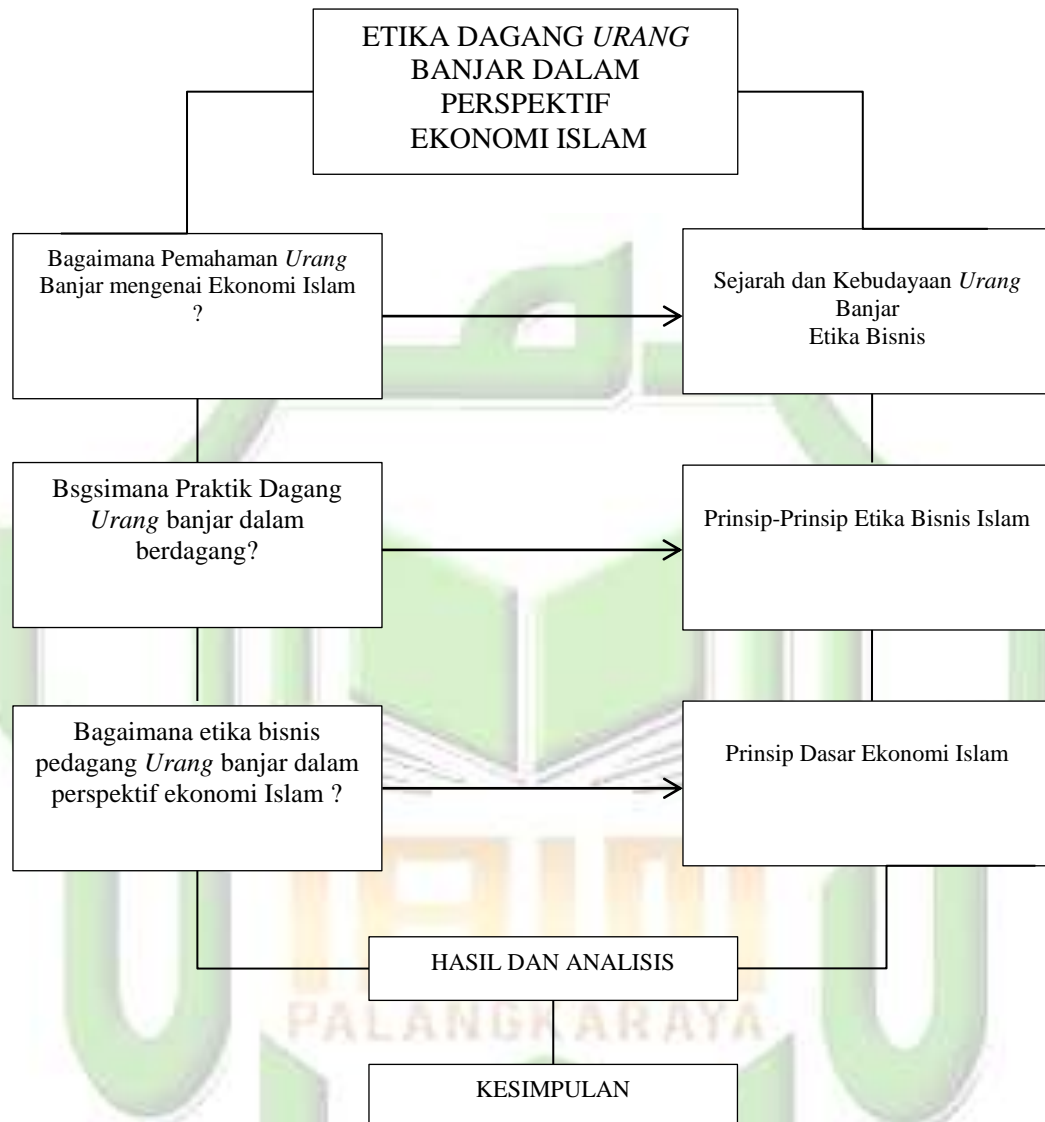 ETIKA DAGANG URANG
BANJAR DALAM
PERSPEKTIF
EKONOMI ISLAM
Bagaimana Pemahaman Urang
Banjar mengenai Ekonomi Islam
?
Sejarah dan Kebudayaan Urang
Banjar
Etika Bisnis
Bsgsimana Praktik Dagang
Urang banjar dalam
berdagang?
Prinsip-Prinsip Etika Bisnis Islam
Bagaimana etika bisnis
pedagang Urang banjar dalam
perspektif ekonomi Islam ?
Prinsip Dasar Ekonomi Islam
IAIN
HASIL DAN ANALISIS
PALANGKARAYA
KESIMPULAN